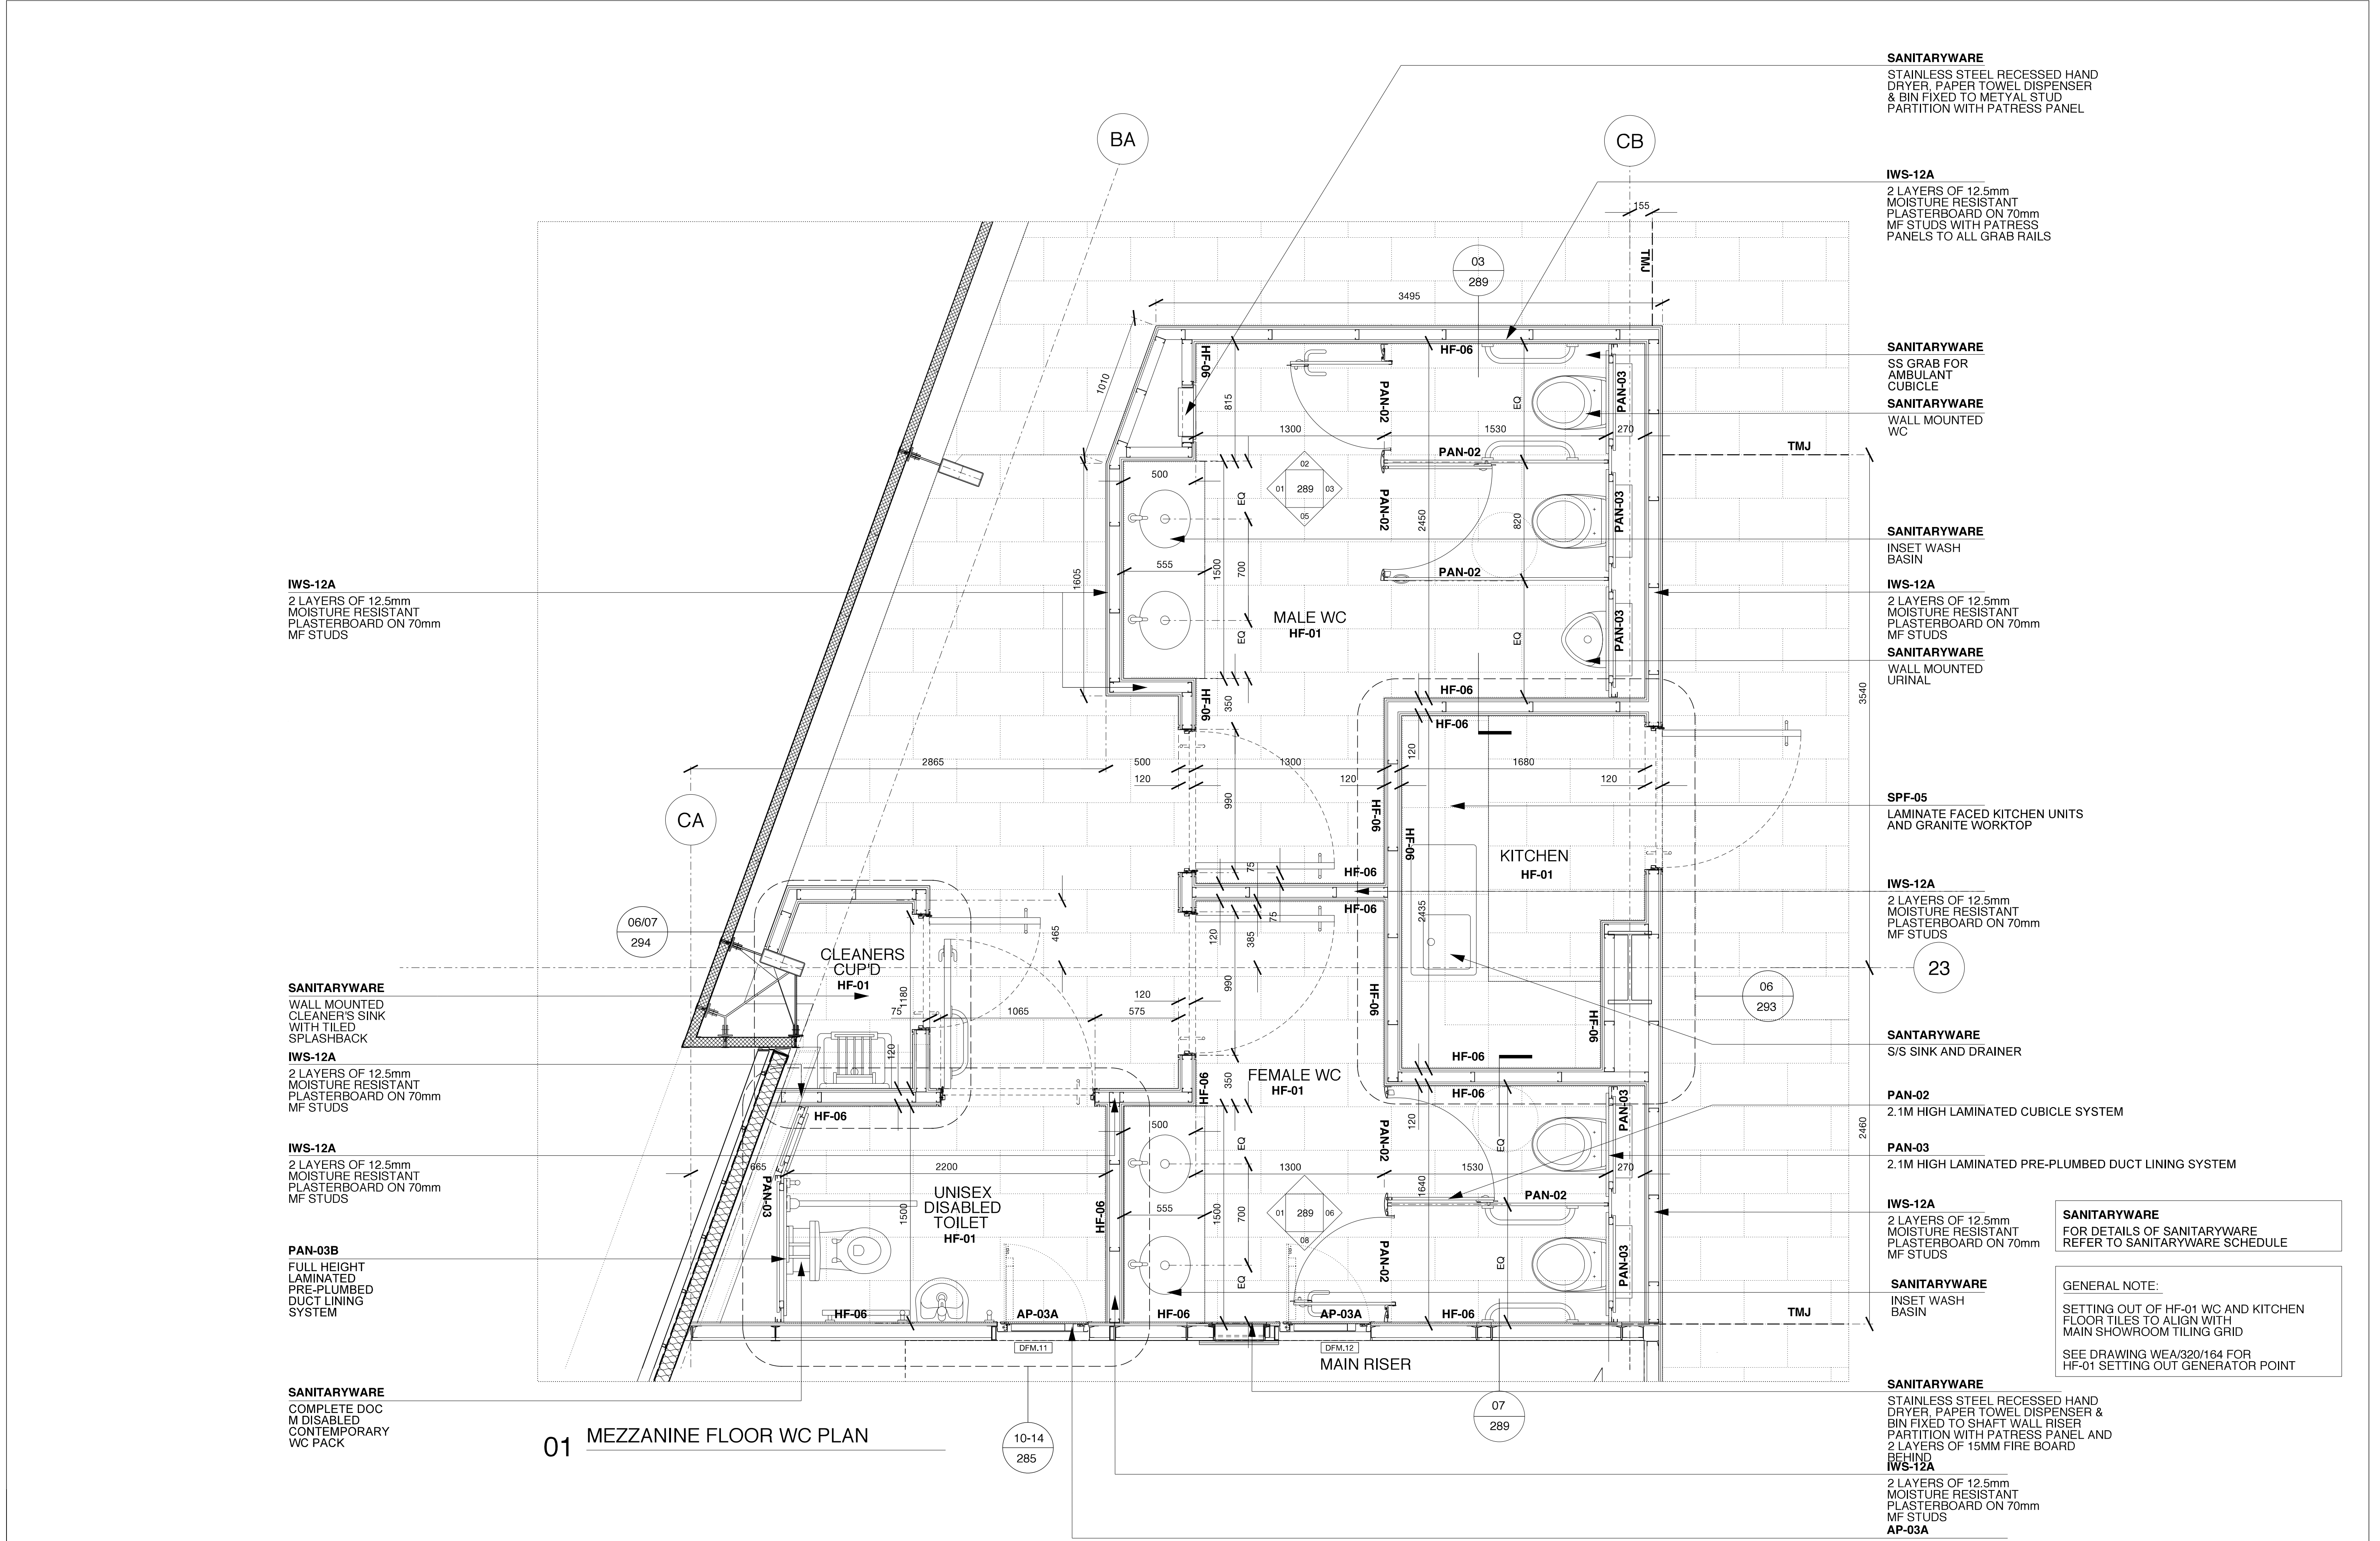 SANITARYWARE
STAINLESS STEEL RECESSED HAND
DRYER, PAPER TOWEL DISPENSER
& BIN FIXED TO METYAL STUD
PARTITION WITH PATRESS PANEL
BA
CB
IWS-12A
2 LAYERS OF 12.5mm
MOISTURE RESISTANT
PLASTERBOARD ON 70mm
MF STUDS WITH PATRESS
PANELS TO ALL GRAB RAILS
155
TMJ
03
289
3495
1010
HF-06
815
HF-06
PAN-02
EQ
PAN-03
SANITARYWARE
SS GRAB FOR
AMBULANT
CUBICLE
SANITARYWARE
WALL MOUNTED
WC
1300
1530
270
PAN-02
TMJ
500
02
01
289
03
05
EQ
PAN-02
2450
820
PAN-03
SANITARYWARE
INSET WASH
BASIN
555
1500
700
PAN-02
1605
IWS-12A
2 LAYERS OF 12.5mm
MOISTURE RESISTANT
PLASTERBOARD ON 70mm
MF STUDS
IWS-12A
2 LAYERS OF 12.5mm
MOISTURE RESISTANT
PLASTERBOARD ON 70mm
MF STUDS
MALE WC
HF-01
EQ
EQ
PAN-03
SANITARYWARE
WALL MOUNTED
URINAL
HF-06
350
HF-06
HF-06
3540
120
2865
500
1300
1680
120
120
120
990
CA
HF-06
HF-06
SPF-05
LAMINATE FACED KITCHEN UNITS
AND GRANITE WORKTOP
KITCHEN
HF-01
75
HF-06
IWS-12A
2 LAYERS OF 12.5mm
MOISTURE RESISTANT
PLASTERBOARD ON 70mm
MF STUDS
HF-06
75
120
385
2435
465
06/07
294
CLEANERS
CUP'D
HF-01
1180
23
SANITARYWARE
WALL MOUNTED
CLEANER'S SINK
WITH TILED
SPLASHBACK
990
120
HF-06
06
293
75
1065
575
HF-06
SANTARYWARE
S/S SINK AND DRAINER
120
IWS-12A
2 LAYERS OF 12.5mm
MOISTURE RESISTANT
PLASTERBOARD ON 70mm
MF STUDS
HF-06
FEMALE WC
HF-01
HF-06
350
HF-06
PAN-03
PAN-02
2.1M HIGH LAMINATED CUBICLE SYSTEM
HF-06
500
EQ
PAN-02
120
EQ
2460
IWS-12A
2 LAYERS OF 12.5mm
MOISTURE RESISTANT
PLASTERBOARD ON 70mm
MF STUDS
PAN-03
2.1M HIGH LAMINATED PRE-PLUMBED DUCT LINING SYSTEM
665
2200
1300
1530
270
PAN-03
UNISEX
DISABLED
TOILET
HF-01
1500
HF-06
555
1500
700
01
289
06
08
1640
PAN-02
IWS-12A
2 LAYERS OF 12.5mm
MOISTURE RESISTANT
PLASTERBOARD ON 70mm
MF STUDS
SANITARYWARE
FOR DETAILS OF SANITARYWARE
REFER TO SANITARYWARE SCHEDULE
PAN-03B
FULL HEIGHT
LAMINATED
PRE-PLUMBED
DUCT LINING
SYSTEM
EQ
PAN-02
EQ
PAN-03
SANITARYWARE
INSET WASH
BASIN
GENERAL NOTE:
SETTING OUT OF HF-01 WC AND KITCHEN
FLOOR TILES TO ALIGN WITH
MAIN SHOWROOM TILING GRID
SEE DRAWING WEA/320/164 FOR
HF-01 SETTING OUT GENERATOR POINT
HF-06
AP-03A
HF-06
AP-03A
HF-06
TMJ
DFM.11
DFM.12
MAIN RISER
SANITARYWARE
COMPLETE DOC
M DISABLED
CONTEMPORARY
WC PACK
SANITARYWARE
STAINLESS STEEL RECESSED HAND
DRYER, PAPER TOWEL DISPENSER &
BIN FIXED TO SHAFT WALL RISER
PARTITION WITH PATRESS PANEL AND
2 LAYERS OF 15MM FIRE BOARD
BEHIND
07
289
10-14
285
01 MEZZANINE FLOOR WC PLAN
IWS-12A
2 LAYERS OF 12.5mm
MOISTURE RESISTANT
PLASTERBOARD ON 70mm
MF STUDS
AP-03A